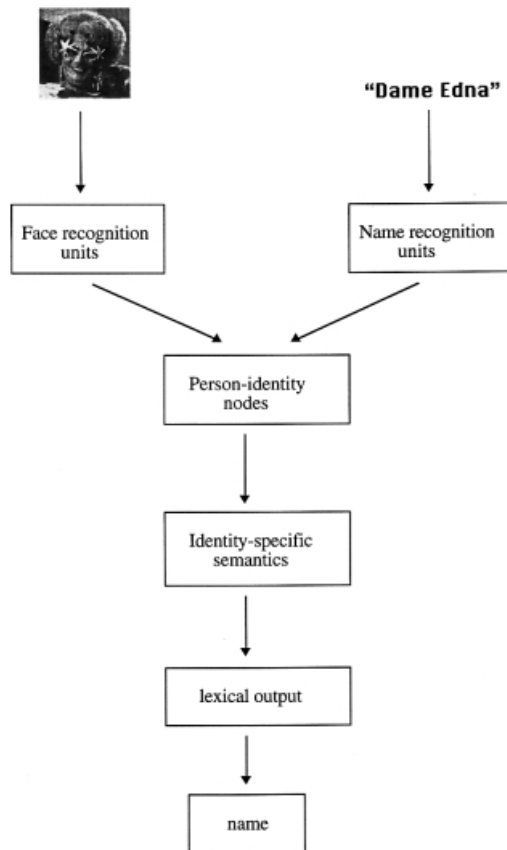 “Dame Edna”
Face recognition
units
Name recognition
units
Person-identity
nodes
Identity-specific
semantics
lexical output
name